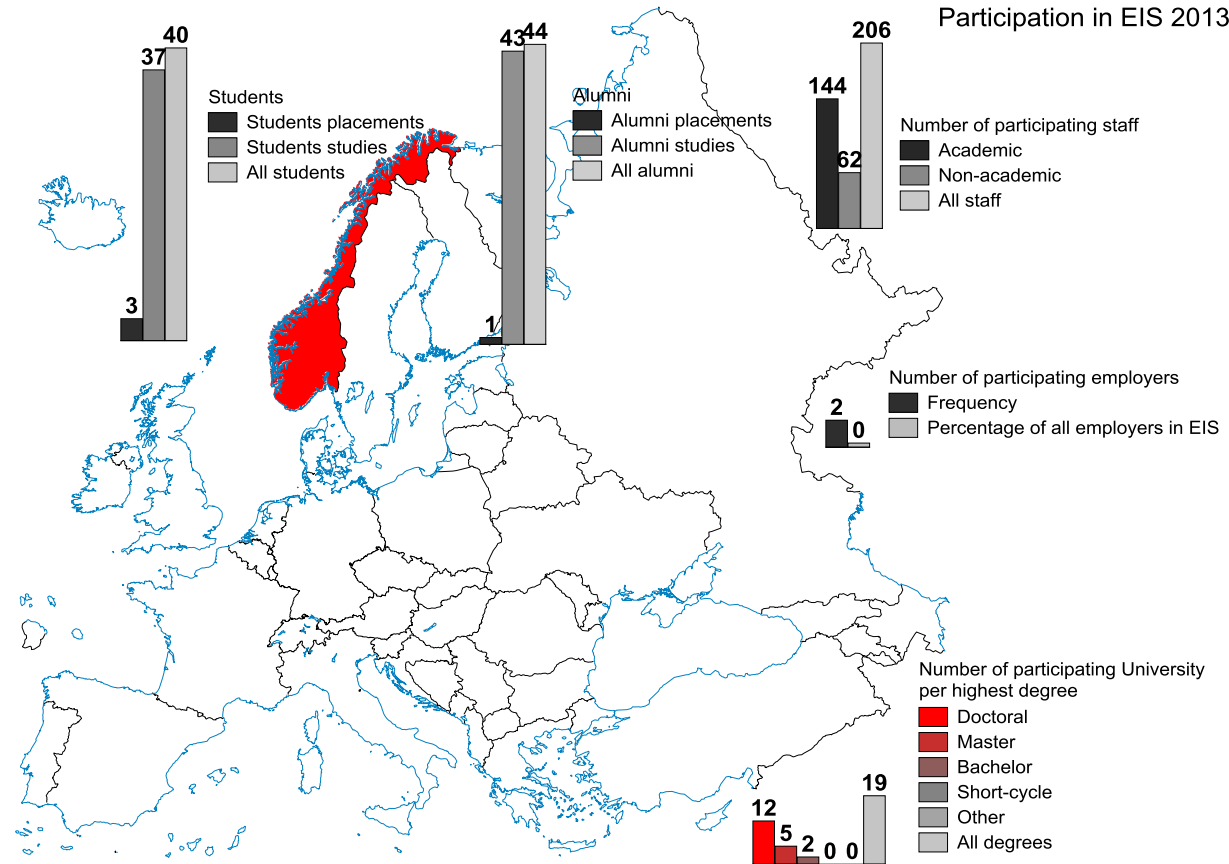 Participation in EIS 2013
3
37
40
Students
Students placements
Students studies
All students
1
43
44
Alumni
Alumni placements
Alumni studies
All alumni
144
62
206
Number of participating staff
Academic
Non-academic
All staff
2
0
Number of participating employers
Frequency
Percentage of all employers in EIS
12
5
2
0
0
19
Number of participating University
per highest degree
Doctoral
Master
Bachelor
Short-cycle
Other
All degrees